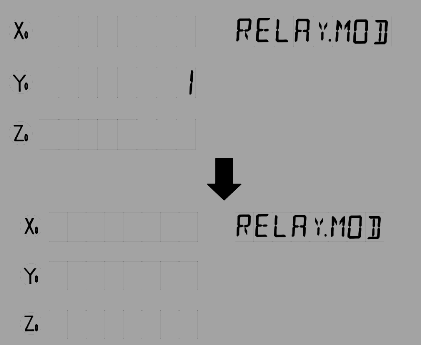 X₀ RELAY.MOD
Y₀ 1
Z₀
X₀ RELAY.MOD
Y₀
Z₀